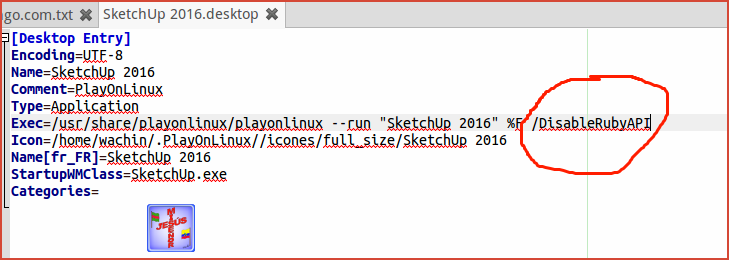 ngo.com.txt SketchUp 2016.desktop
[Desktop Entry]
Encoding=UTF-8
Name=SketchUp 2016
Comment=PlayOnLinux
Type=Application
Exec=/usr/share/playonlinux/playonlinux --run "SketchUp 2016" %F /DisableRubyAPI
Icon=/home/wachin/.PlayOnLinux//icones/full_size/SketchUp 2016
Name[fr_FR]=SketchUp 2016
StartupWMClass=SketchUp.exe
Categories=
JESÚS